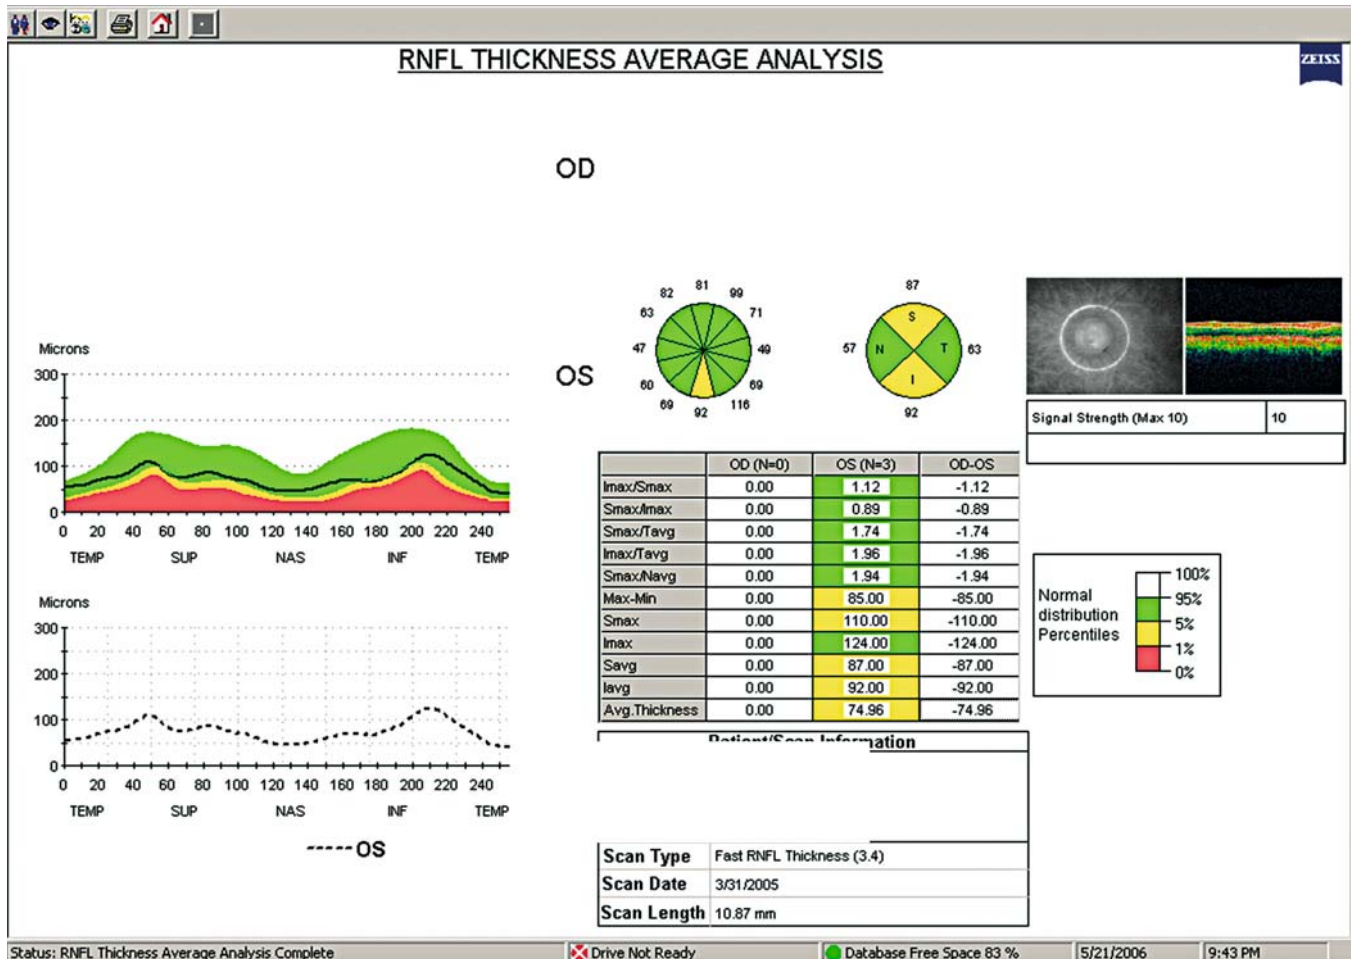 RNFL THICKNESS AVERAGE ANALYSIS
ZEISS
OD
Microns
300
200
100
0
0 20 40 60 80 100 120 140 160 180 200 220 240
TEMP SUP NAS INF TEMP
OS
81
82 99
63 71
47 49
60 69
69 116
92
87
S
57 N T 63
I
92
Signal Strength (Max 10) 10
OD (N=0) OS (N=3) OD-OS
Imax/Smax 0.00 1.12 -1.12
Smax/Imax 0.00 0.89 -0.89
Smax/Tavg 0.00 1.74 -1.74
Imax/Tavg 0.00 1.96 -1.96
Smax/Navg 0.00 1.94 -1.94
Max-Min 0.00 85.00 -85.00
Smax 0.00 110.00 -110.00
Imax 0.00 124.00 -124.00
Savg 0.00 87.00 -87.00
Iavg 0.00 92.00 -92.00
Avg.Thickness 0.00 74.96 -74.96
Normal
distribution
Percentiles
100%
95%
5%
1%
0%
Microns
300
200
100
0
0 20 40 60 80 100 120 140 160 180 200 220 240
TEMP SUP NAS INF TEMP
OS
Patient/Scan Information
Scan Type Fast RNFL Thickness (3.4)
Scan Date 3/31/2005
Scan Length 10.87 mm
Status: RNFL Thickness Average Analysis Complete Drive Not Ready Database Free Space 83 % 5/21/2006 9:43 PM